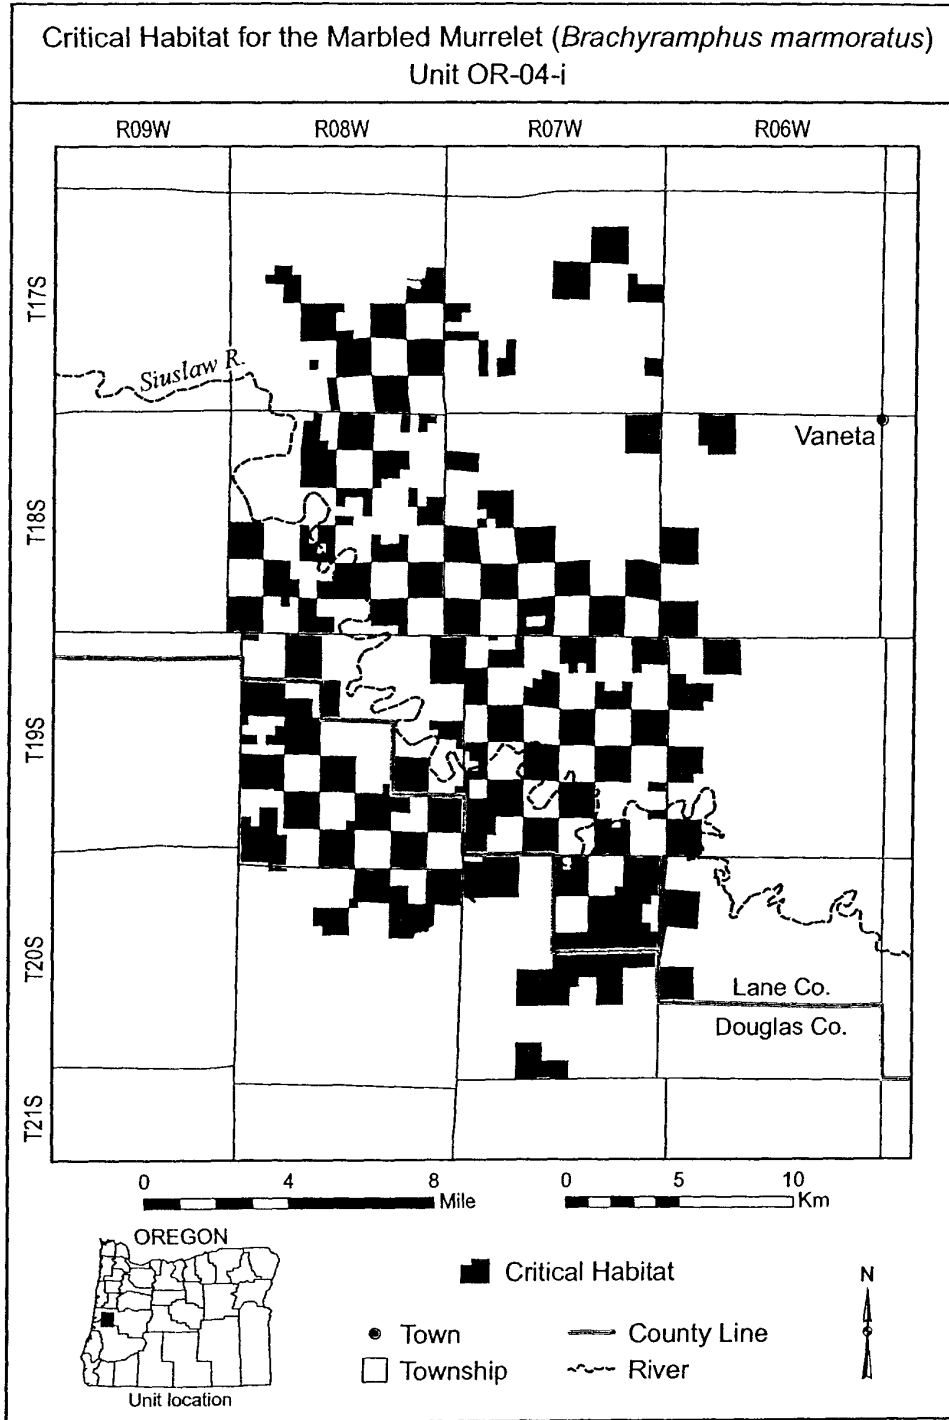 Critical Habitat for the Marbled Murrelet (Brachyramphus marmoratus)
Unit OR-04-i
R09W R08W R07W R06W
T17S
Siuslaw R.
Vaneta
T18S
T19S
T20S
Lane Co.
Douglas Co.
T21S
0 4 8 Mile
0 5 10 Km
OREGON
Unit location
Critical Habitat
Town
Township
County Line
River
N